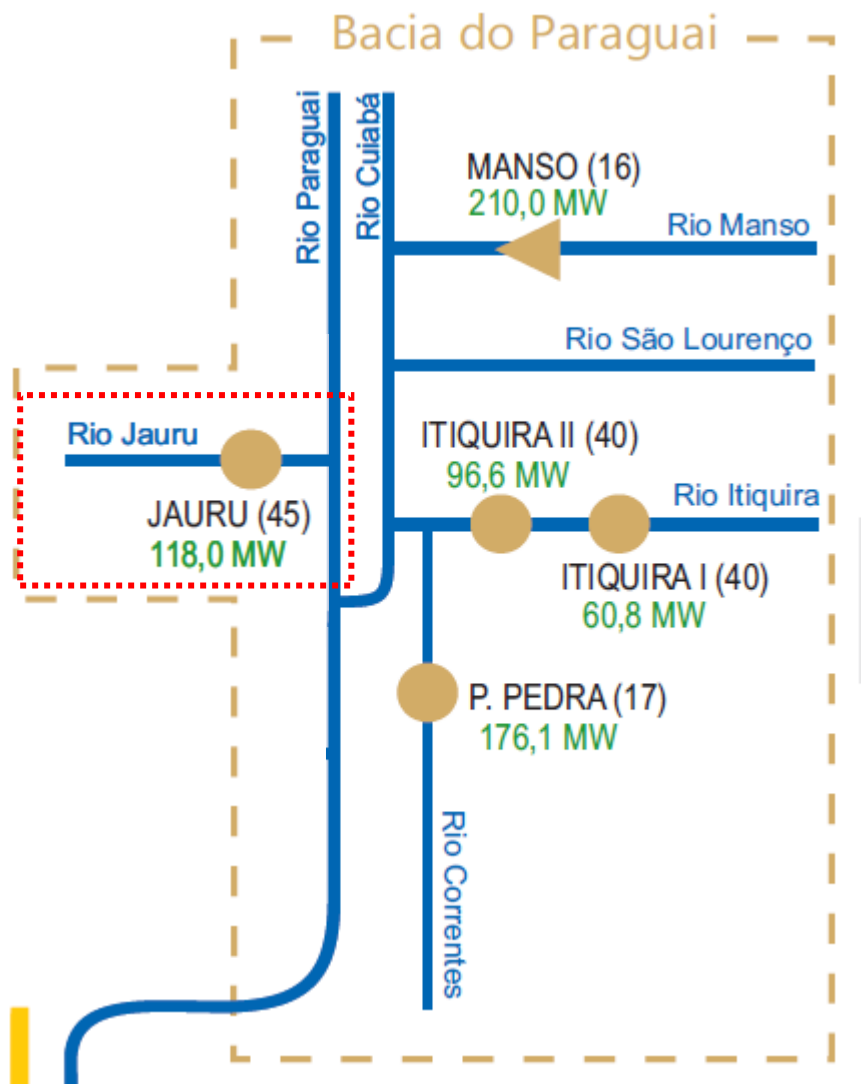 Bacia do Paraguai
Rio Paraguai
Rio Cuiabá
MANSO (16)
210,0 MW
Rio Manso
Rio São Lourenço
Rio Jauru
JAURU (45)
118,0 MW
ITIQUIRA II (40)
96,6 MW
Rio Itiquira
ITIQUIRA I (40)
60,8 MW
P. PEDRA (17)
176,1 MW
Rio Correntes